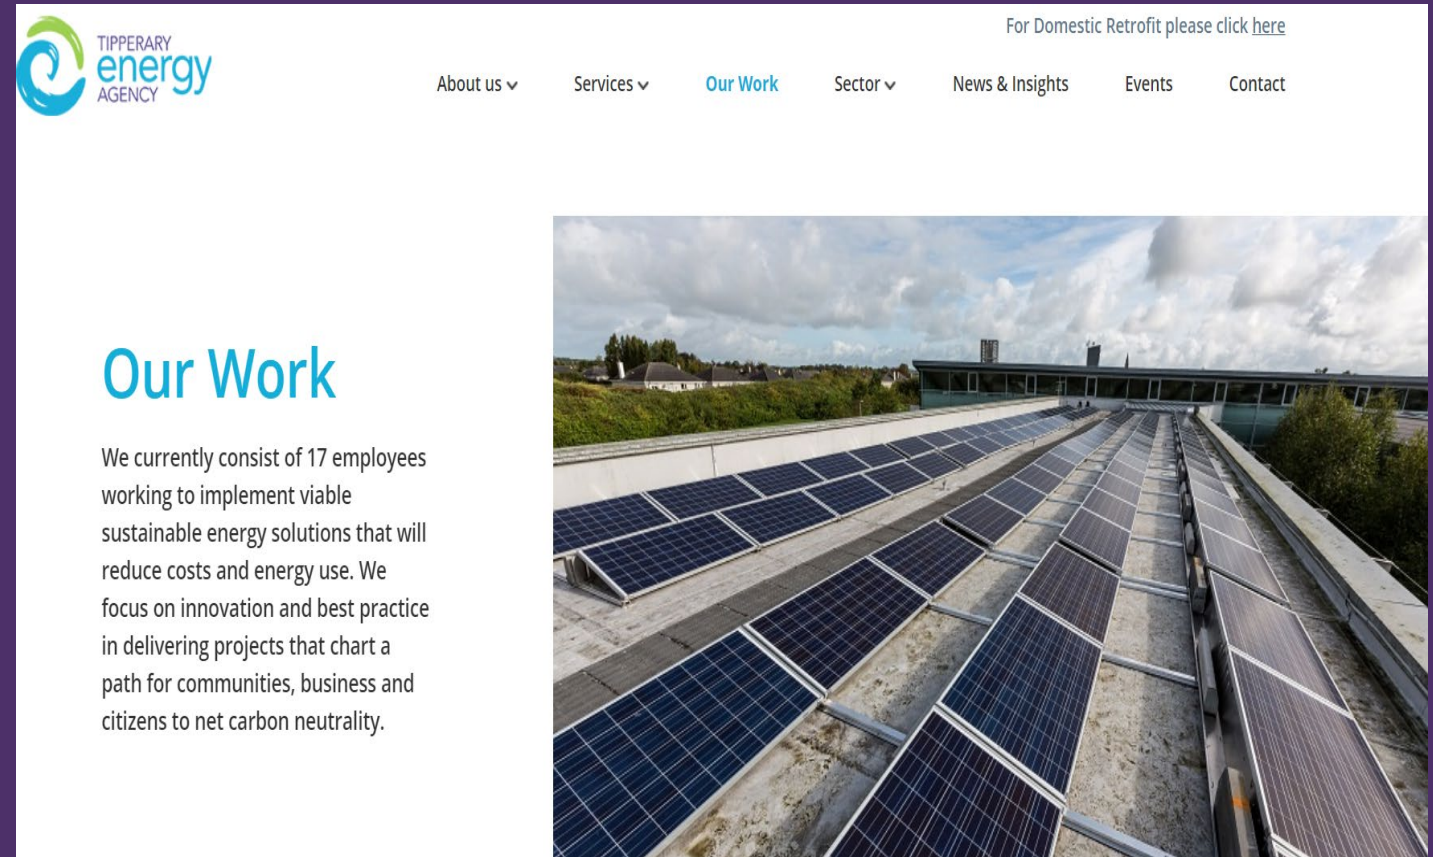 TIPPERARY
energy
AGENCY
For Domestic Retrofit please click here
About us
Services
Our Work
Sector
News & Insights
Events
Contact
Our Work
We currently consist of 17 employees
working to implement viable
sustainable energy solutions that will
reduce costs and energy use. We
focus on innovation and best practice
in delivering projects that chart a
path for communities, business and
citizens to net carbon neutrality.